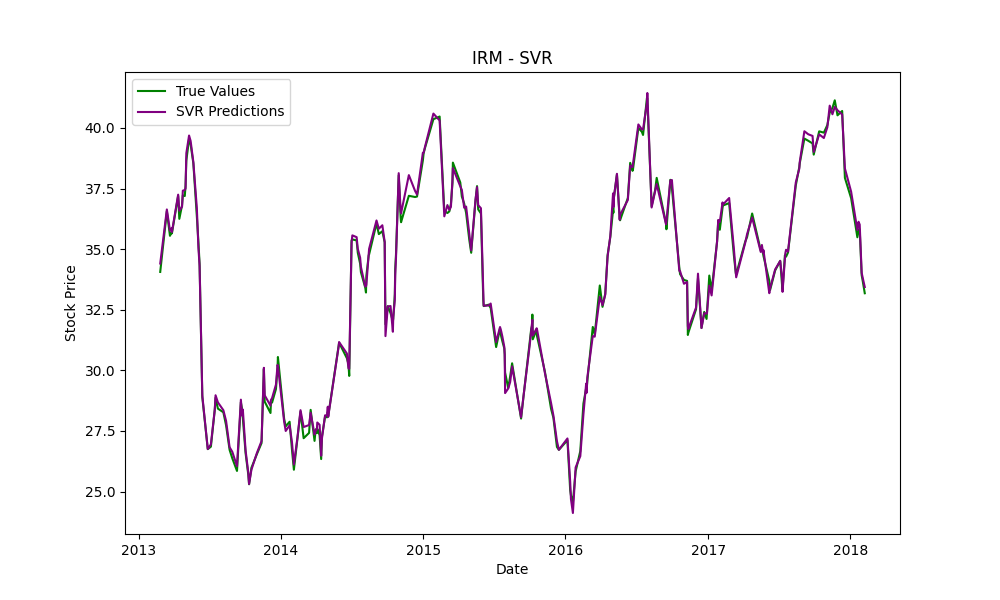 IRM - SVR
True Values
SVR Predictions
40.0
37.5
35.0
32.5
30.0
27.5
25.0
Stock Price
2013
2014
2015
2016
2017
2018
Date